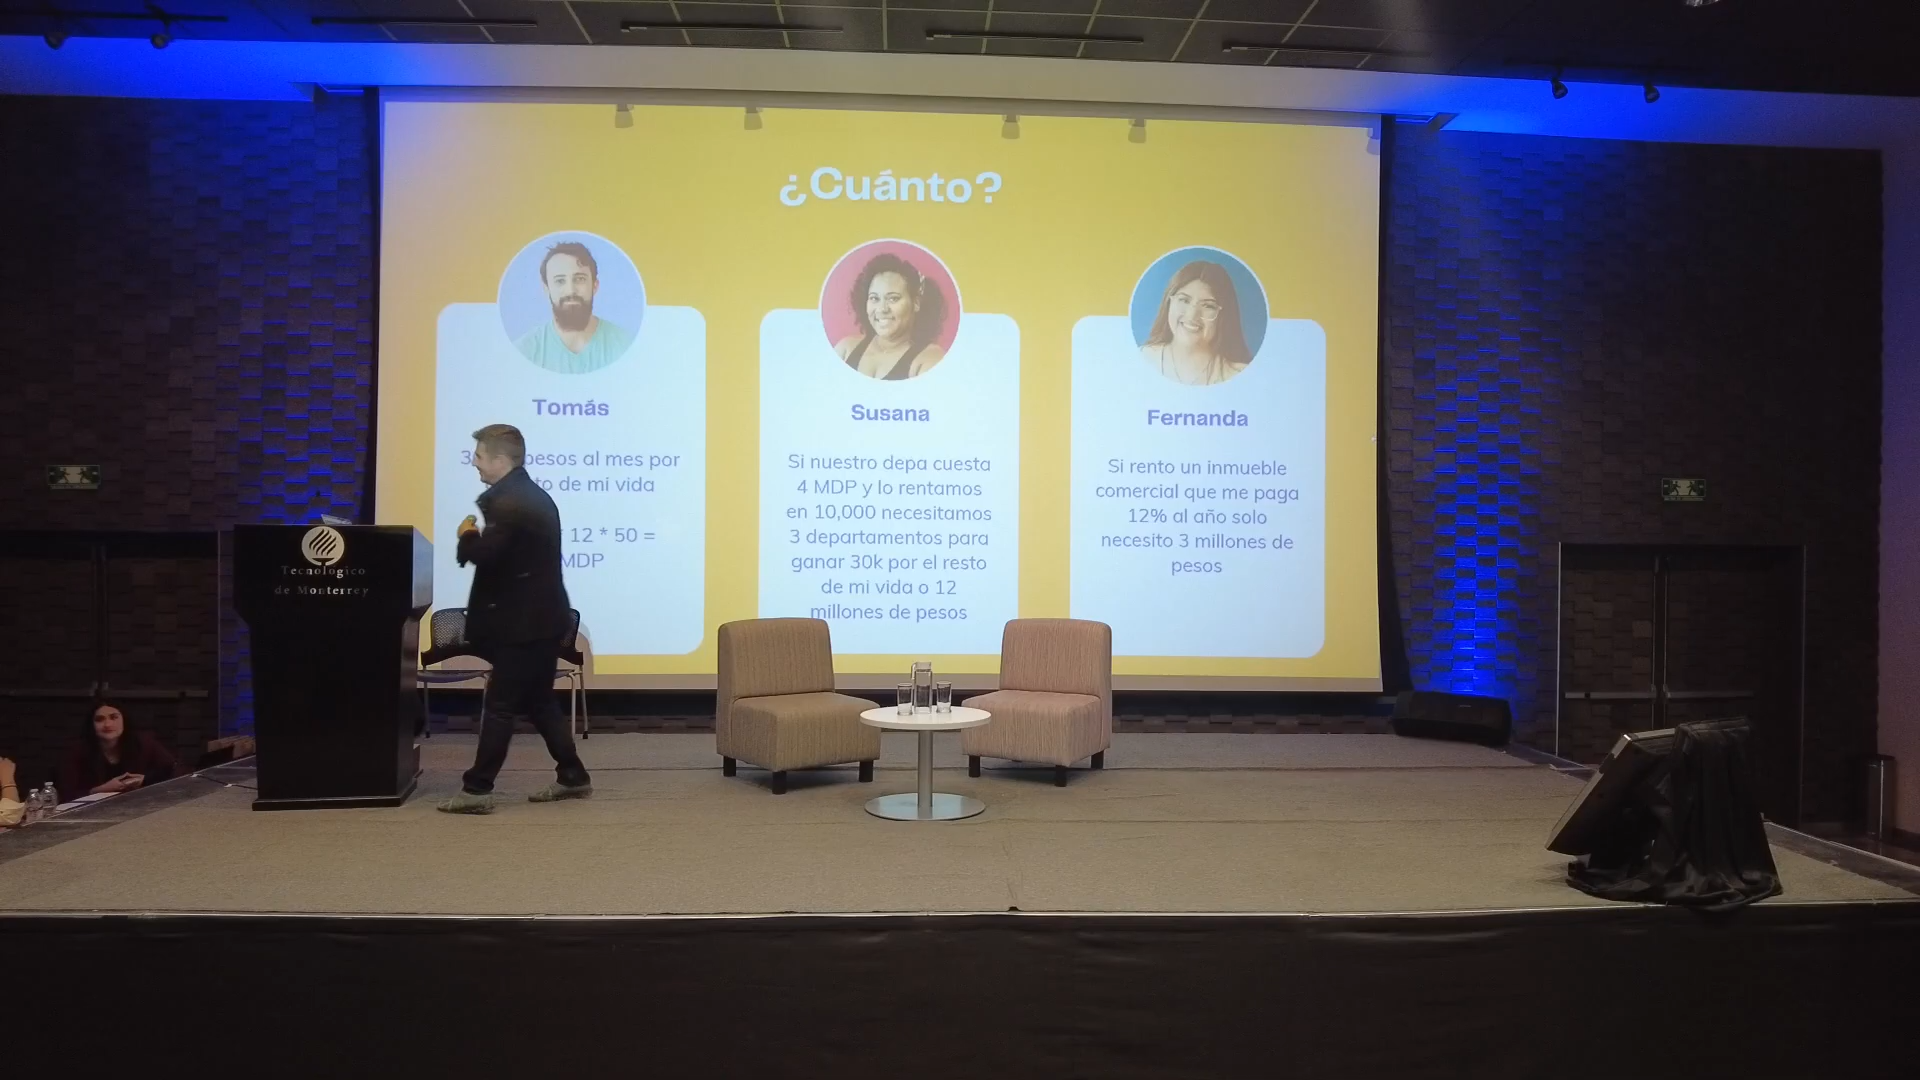 ¿Cuánto?
Tomás
pesos al mes por
de mi vida
12 * 50 =
MDP
Susana
Si nuestro depa cuesta
4 MDP y lo rentamos
en 10,000 necesitamos
3 departamentos para
ganar 30k por el resto
de mi vida o 12
millones de pesos
Fernanda
Si rento un inmueble
comercial que me paga
12% al año solo
necesito 3 millones de
pesos
Tecnológico
de Monterrey